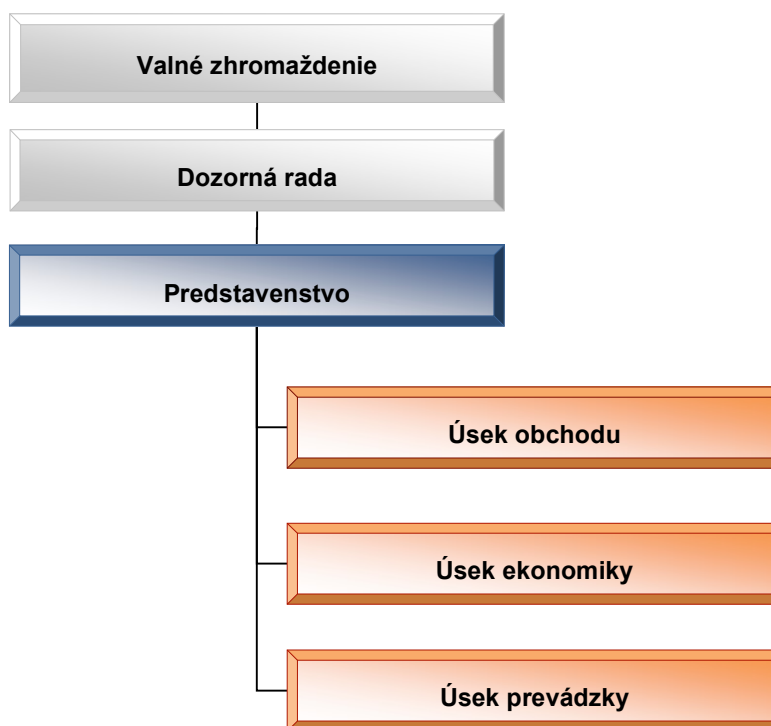 Valné zhromaždenie
Dozorná rada
Predstavenstvo
Úsek obchodu
Úsek ekonomiky
Úsek prevádzky